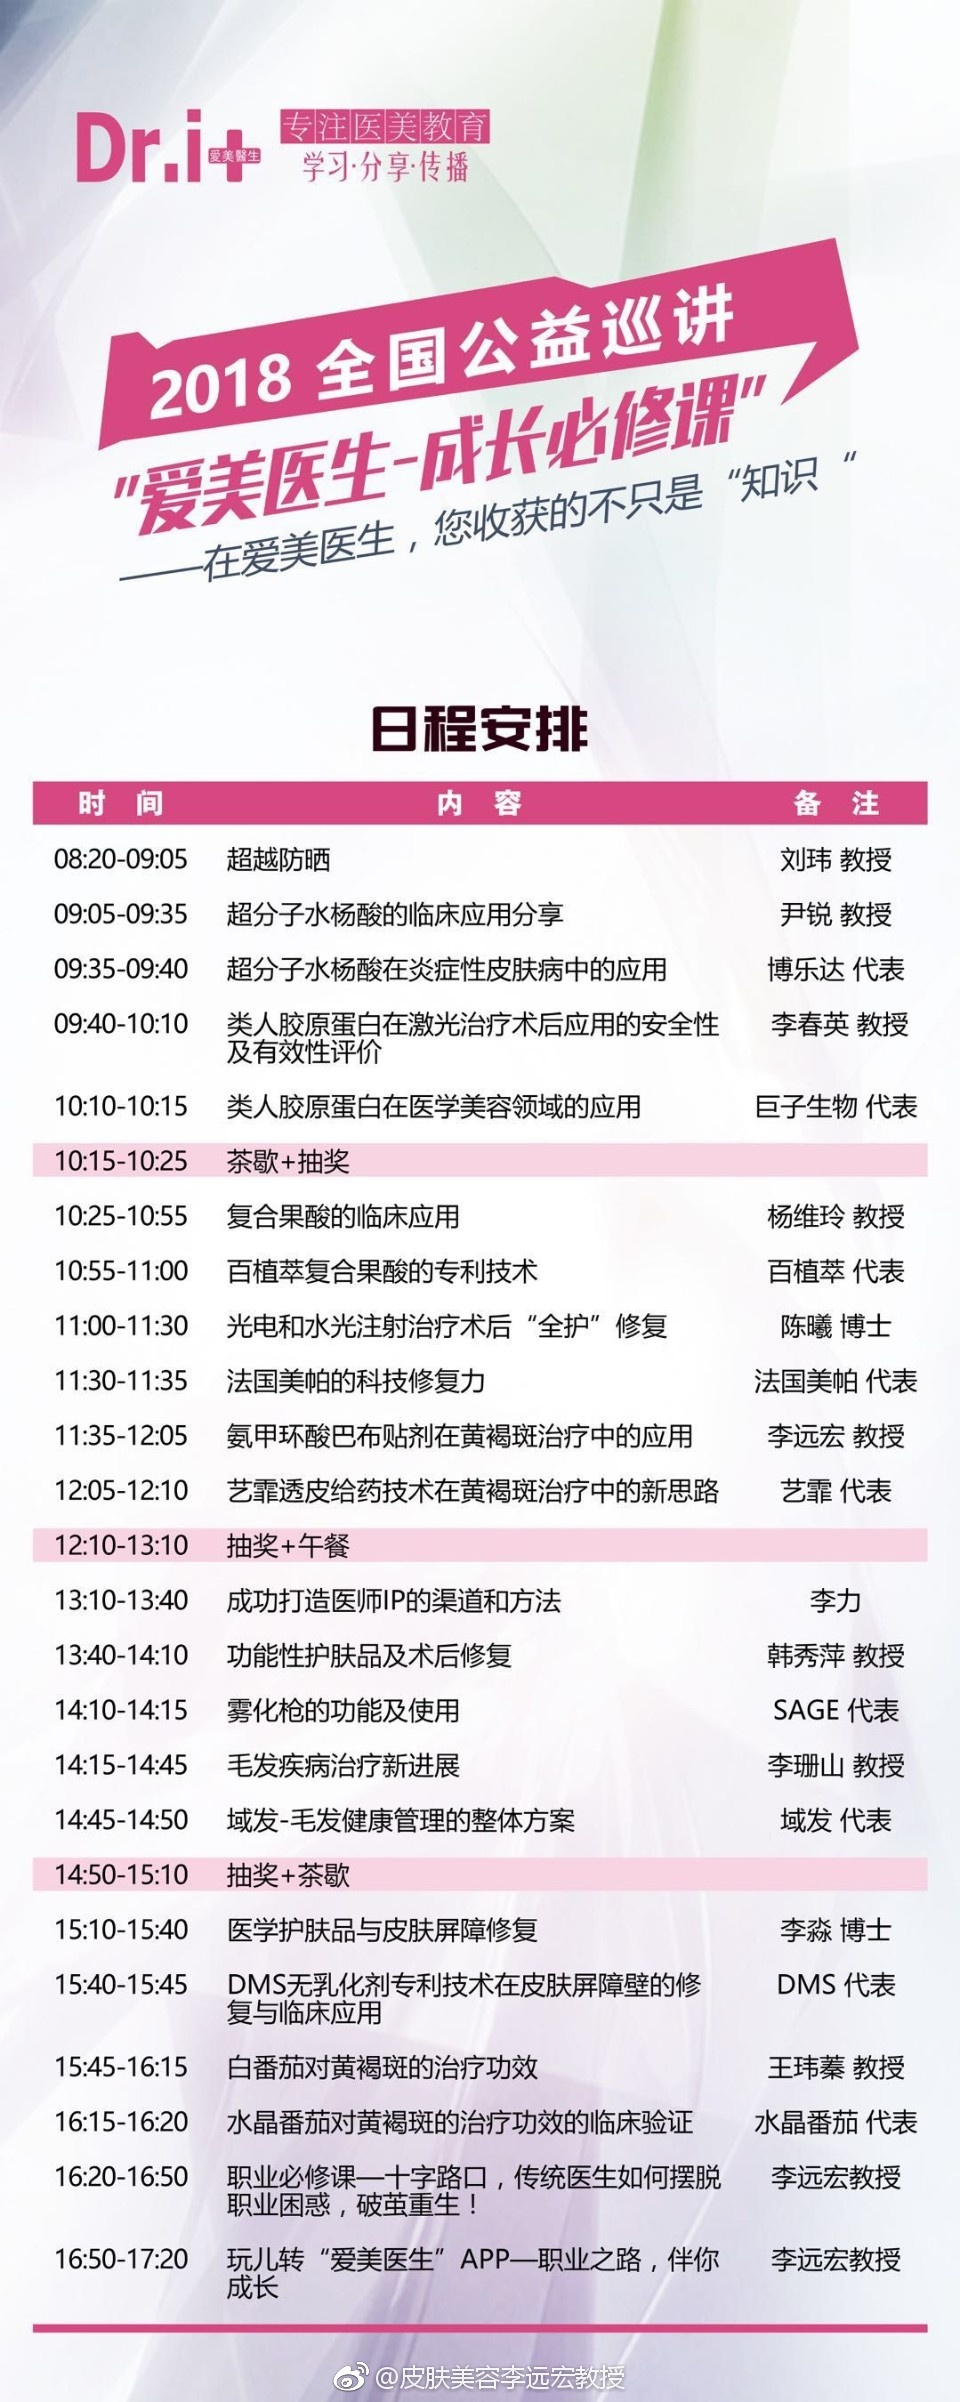 Dr.i+ 爱美醫生
专注医美教育
学习·分享·传播
2018 全国公益巡讲
"爱美医生-成长必修课"
——在爱美医生，您收获的不只是“知识“
日程安排
时 间 内 容 备 注
08:20-09:05 超越防晒 刘玮 教授
09:05-09:35 超分子水杨酸的临床应用分享 尹锐 教授
09:35-09:40 超分子水杨酸在炎症性皮肤病中的应用 博乐达 代表
09:40-10:10 类人胶原蛋白在激光治疗术后应用的安全性 李春英 教授
及有效性评价
10:10-10:15 类人胶原蛋白在医学美容领域的应用 巨子生物 代表
10:15-10:25 茶歇+抽奖
10:25-10:55 复合果酸的临床应用 杨维玲 教授
10:55-11:00 百植萃复合果酸的专利技术 百植萃 代表
11:00-11:30 光电和水光注射治疗术后“全护”修复 陈曦 博士
11:30-11:35 法国美帕的科技修复力 法国美帕 代表
11:35-12:05 氨甲环酸巴布贴剂在黄褐斑治疗中的应用 李远宏 教授
12:05-12:10 艺霏透皮给药技术在黄褐斑治疗中的新思路 艺霏 代表
12:10-13:10 抽奖+午餐
13:10-13:40 成功打造医师IP的渠道和方法 李力
13:40-14:10 功能性护肤品及术后修复 韩秀萍 教授
14:10-14:15 雾化枪的功能及使用 SAGE 代表
14:15-14:45 毛发疾病治疗新进展 李珊山 教授
14:45-14:50 域发-毛发健康管理的整体方案 域发 代表
14:50-15:10 抽奖+茶歇
15:10-15:40 医学护肤品与皮肤屏障修复 李淼 博士
15:40-15:45 DMS无乳化剂专利技术在皮肤屏障壁的修 DMS 代表
复与临床应用
15:45-16:15 白番茄对黄褐斑的治疗功效 王玮蓁 教授
16:15-16:20 水晶番茄对黄褐斑的治疗功效的临床验证 水晶番茄 代表
16:20-16:50 职业必修课—十字路口，传统医生如何摆脱 李远宏教授
职业困惑，破茧重生！
16:50-17:20 玩儿转“爱美医生”APP—职业之路，伴你 李远宏教授
成长
@皮肤美容李远宏教授